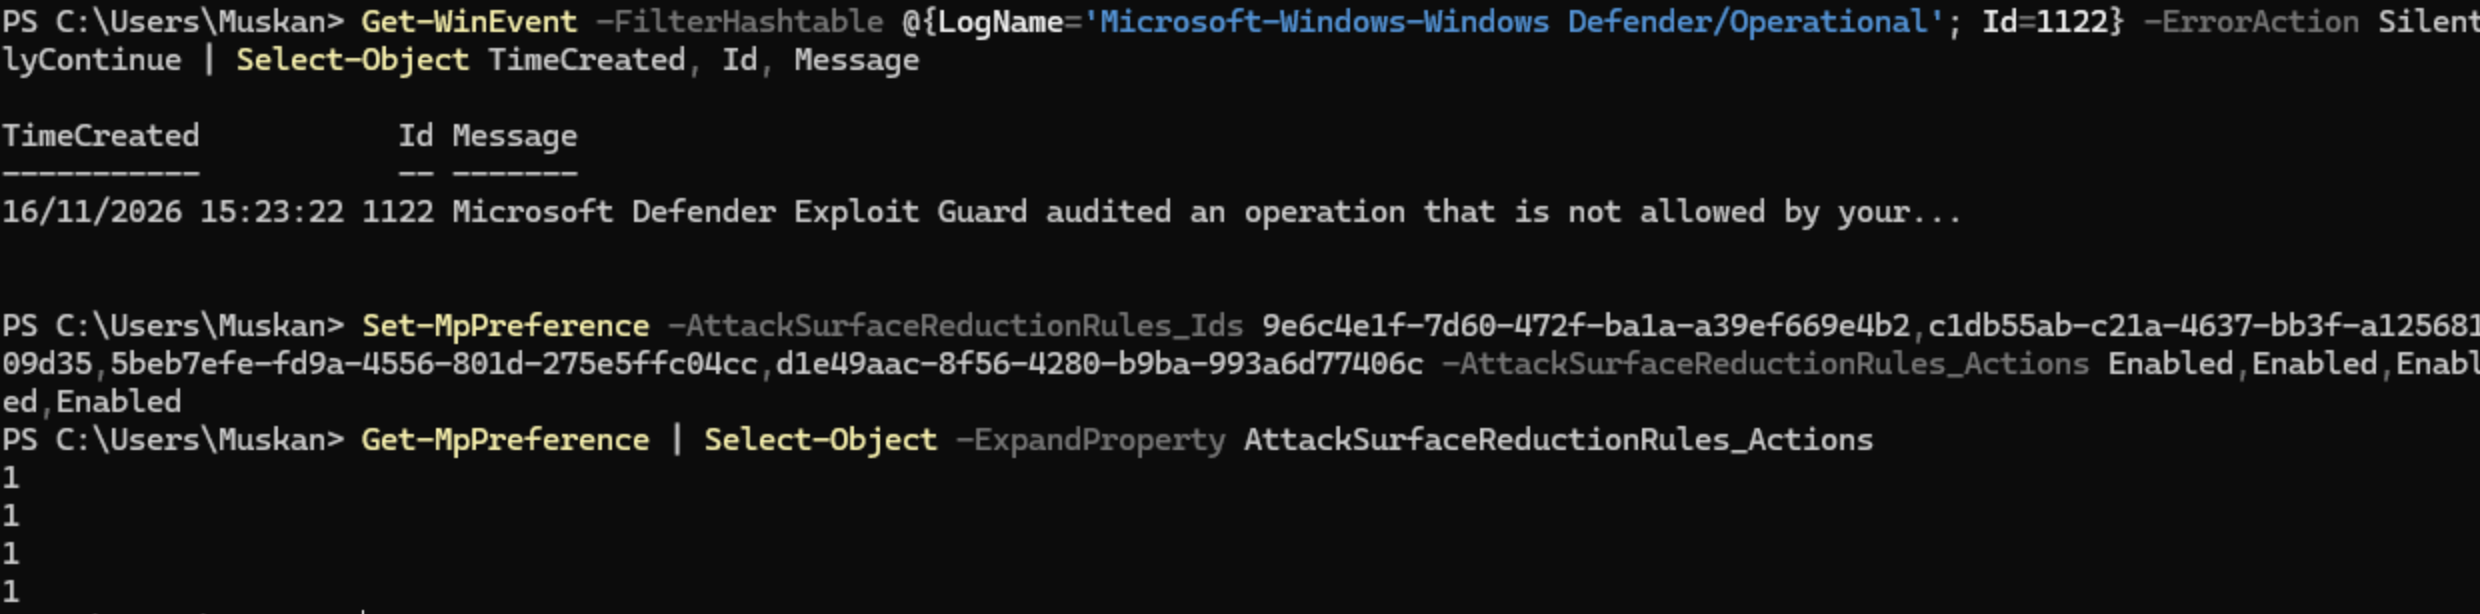 PS C:\Users\Muskan> Get-WinEvent -FilterHashtable @{LogName='Microsoft-Windows-Windows Defender/Operational'; Id=1122} -ErrorAction Silent
lyContinue | Select-Object TimeCreated, Id, Message
TimeCreated           Id Message
-----------           -- -------
16/11/2026 15:23:22 1122 Microsoft Defender Exploit Guard audited an operation that is not allowed by your...
PS C:\Users\Muskan> Set-MpPreference -AttackSurfaceReductionRules_Ids 9e6c4e1f-7d60-472f-ba1a-a39ef669e4b2,c1db55ab-c21a-4637-bb3f-a125681
09d35,5beb7efe-fd9a-4556-801d-275e5ffc04cc,d1e49aac-8f56-4280-b9ba-993a6d77406c -AttackSurfaceReductionRules_Actions Enabled,Enabled,Enabl
ed,Enabled
PS C:\Users\Muskan> Get-MpPreference | Select-Object -ExpandProperty AttackSurfaceReductionRules_Actions
1
1
1
1